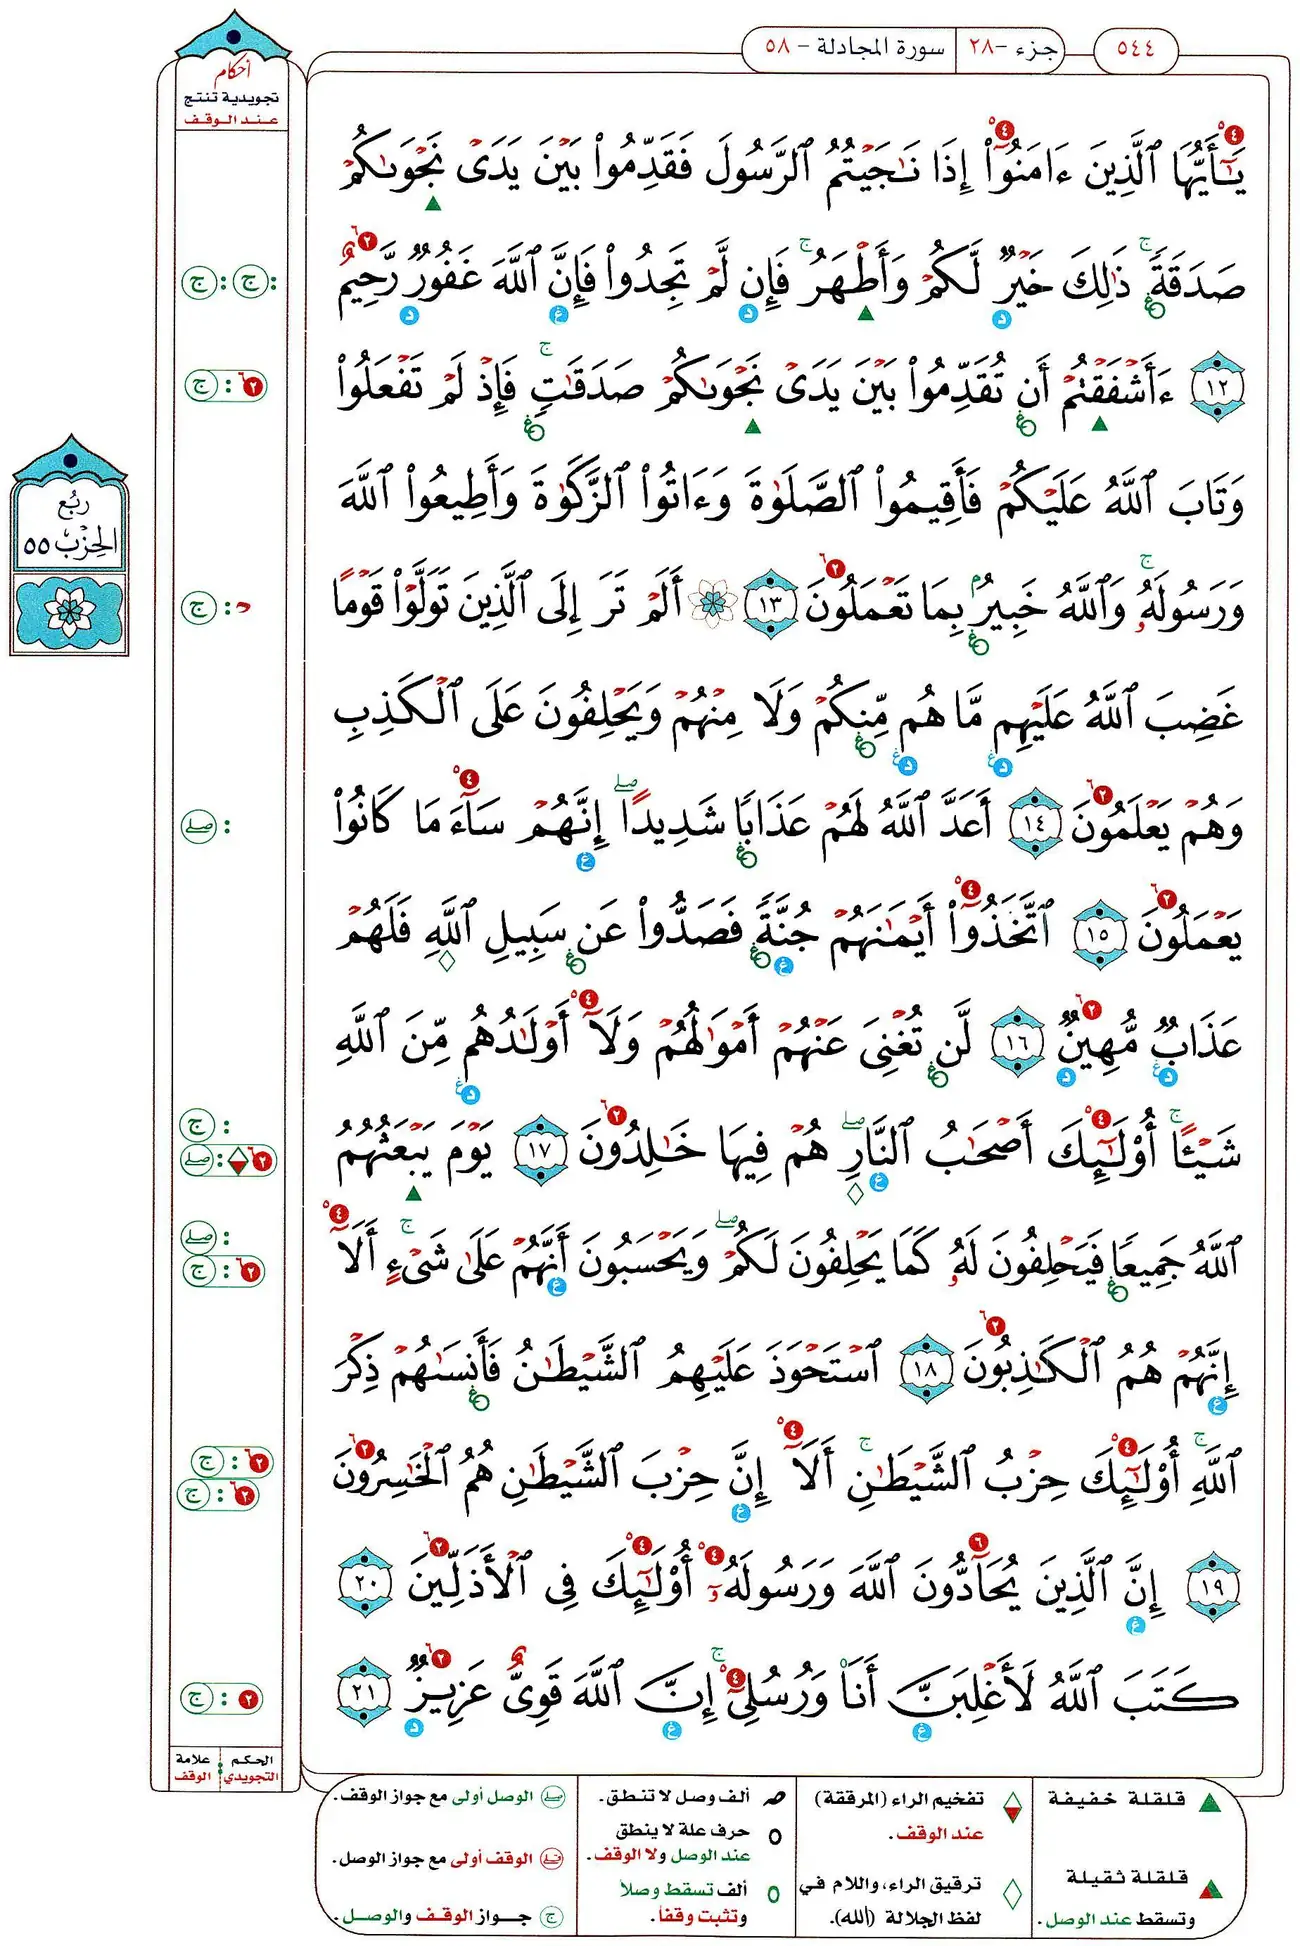 ٥٤٤
جزء -٢٨
سورة المجادلة - ٥٨
أحكام
تجويدية تنتج
عند الوقف
يَٰٓأَيُّهَا ٱلَّذِينَ ءَامَنُوٓا۟ إِذَا نَٰجَيْتُمُ ٱلرَّسُولَ فَقَدِّمُوا۟ بَيْنَ يَدَىْ نَجْوَىٰكُمْ
صَدَقَةً ۚ ذَٰلِكَ خَيْرٌ لَّكُمْ وَأَطْهَرُ ۚ فَإِن لَّمْ تَجِدُوا۟ فَإِنَّ ٱللَّهَ غَفُورٌ رَّحِيمٌ
١٢ ءَأَشْفَقْتُمْ أَن تُقَدِّمُوا۟ بَيْنَ يَدَىْ نَجْوَىٰكُمْ صَدَقَٰتٍ ۚ فَإِذْ لَمْ تَفْعَلُوا۟
وَتَابَ ٱللَّهُ عَلَيْكُمْ فَأَقِيمُوا۟ ٱلصَّلَوٰةَ وَءَاتُوا۟ ٱلزَّكَوٰةَ وَأَطِيعُوا۟ ٱللَّهَ
وَرَسُولَهُۥ ۚ وَٱللَّهُ خَبِيرٌۢ بِمَا تَعْمَلُونَ ١٣ ۞ أَلَمْ تَرَ إِلَى ٱلَّذِينَ تَوَلَّوْا۟ قَوْمًا
غَضِبَ ٱللَّهُ عَلَيْهِم مَّا هُم مِّنكُمْ وَلَا مِنْهُمْ وَيَحْلِفُونَ عَلَى ٱلْكَذِبِ
وَهُمْ يَعْلَمُونَ ١٤ أَعَدَّ ٱللَّهُ لَهُمْ عَذَابًا شَدِيدًا ۖ إِنَّهُمْ سَآءَ مَا كَانُوا۟
يَعْمَلُونَ ١٥ ٱتَّخَذُوٓا۟ أَيْمَٰنَهُمْ جُنَّةً فَصَدُّوا۟ عَن سَبِيلِ ٱللَّهِ فَلَهُمْ
عَذَابٌ مُّهِينٌ ١٦ لَّن تُغْنِىَ عَنْهُمْ أَمْوَٰلُهُمْ وَلَآ أَوْلَٰدُهُم مِّنَ ٱللَّهِ
شَيْـًٔا ۚ أُو۟لَٰٓئِكَ أَصْحَٰبُ ٱلنَّارِ ۖ هُمْ فِيهَا خَٰلِدُونَ ١٧ يَوْمَ يَبْعَثُهُمُ
ٱللَّهُ جَمِيعًا فَيَحْلِفُونَ لَهُۥ كَمَا يَحْلِفُونَ لَكُمْ ۖ وَيَحْسَبُونَ أَنَّهُمْ عَلَىٰ شَىْءٍ ۚ أَلَآ
إِنَّهُمْ هُمُ ٱلْكَٰذِبُونَ ١٨ ٱسْتَحْوَذَ عَلَيْهِمُ ٱلشَّيْطَٰنُ فَأَنسَىٰهُمْ ذِكْرَ
ٱللَّهِ ۚ أُو۟لَٰٓئِكَ حِزْبُ ٱلشَّيْطَٰنِ ۚ أَلَآ إِنَّ حِزْبَ ٱلشَّيْطَٰنِ هُمُ ٱلْخَٰسِرُونَ
١٩ إِنَّ ٱلَّذِينَ يُحَآدُّونَ ٱللَّهَ وَرَسُولَهُۥٓ أُو۟لَٰٓئِكَ فِى ٱلْأَذَلِّينَ ٢٠
كَتَبَ ٱللَّهُ لَأَغْلِبَنَّ أَنَا۠ وَرُسُلِىٓ ۚ إِنَّ ٱللَّهَ قَوِىٌّ عَزِيزٌ ٢١
رُبُع
الحِزْب ٥٥
الحكم التجويدي : علامة الوقف
قلقلة خفيفة
قلقلة ثقيلة
وتسقط عند الوصل.
تفخيم الراء (المرققة)
عند الوقف.
ترقيق الراء، واللام في
لفظ الجلالة (الله).
ألف وصل لا تنطق.
حرف علة لا ينطق
عند الوصل ولا الوقف.
ألف تسقط وصلاً
وتثبت وقفاً.
صلى الوصل أولى مع جواز الوقف.
قلى الوقف أولى مع جواز الوصل.
ج جواز الوقف والوصل.